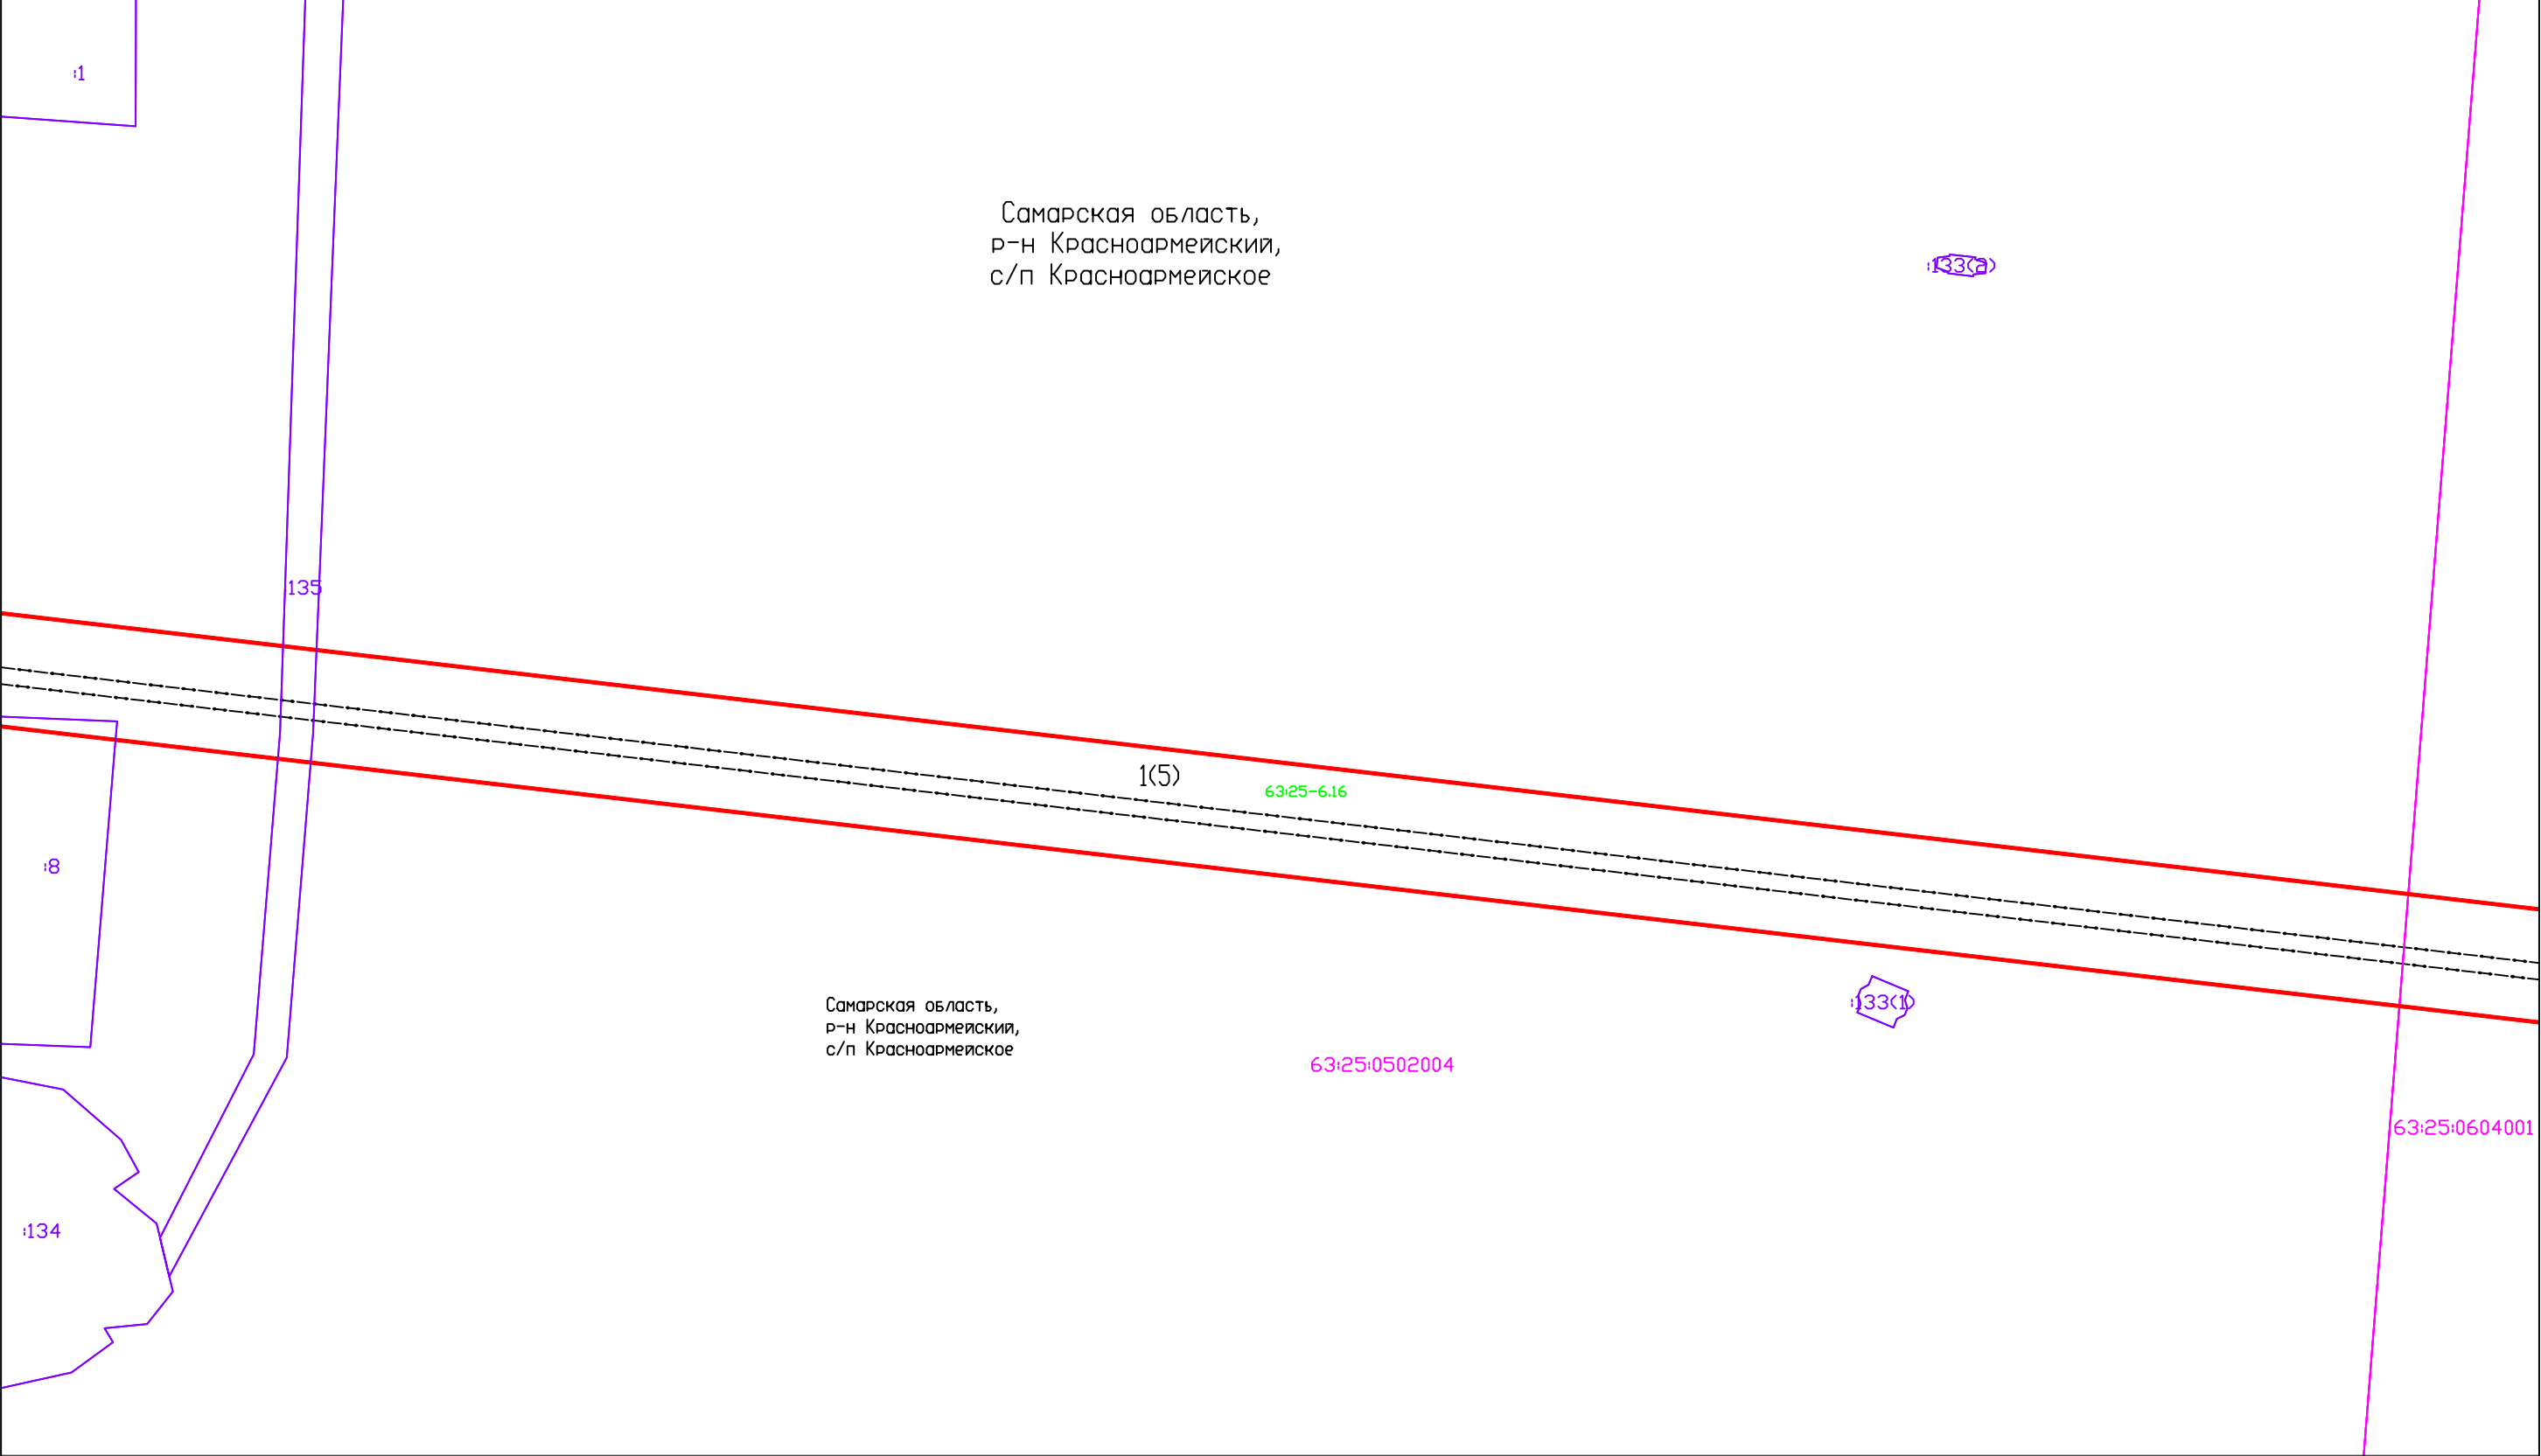 :1
Самарская область,
р-н Красноармейский,
с/п Красноармейское
:133(2)
135
1(5)
63:25-6.16
:8
:133(1)
Самарская область,
р-н Красноармейский,
с/п Красноармейское
63:25:0502004
63:25:0604001
:134